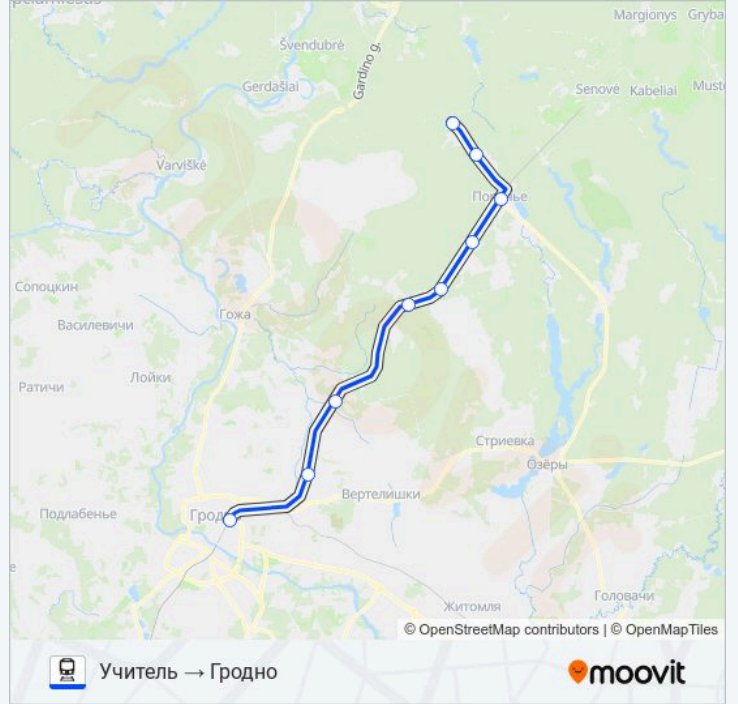 Margionys
Gryba
Švendubrė
Gardino g.
Gerdašiai
Senovė
Kabeliai
Varviškė
Сопоцкин
Гожа
Василевичи
Лойки
Ратичи
Стриевка
Озёры
Вертелишки
Подлабенье
Головачи
Житомля
© OpenStreetMap contributors | © OpenMapTiles
Учитель → Гродно
moovit